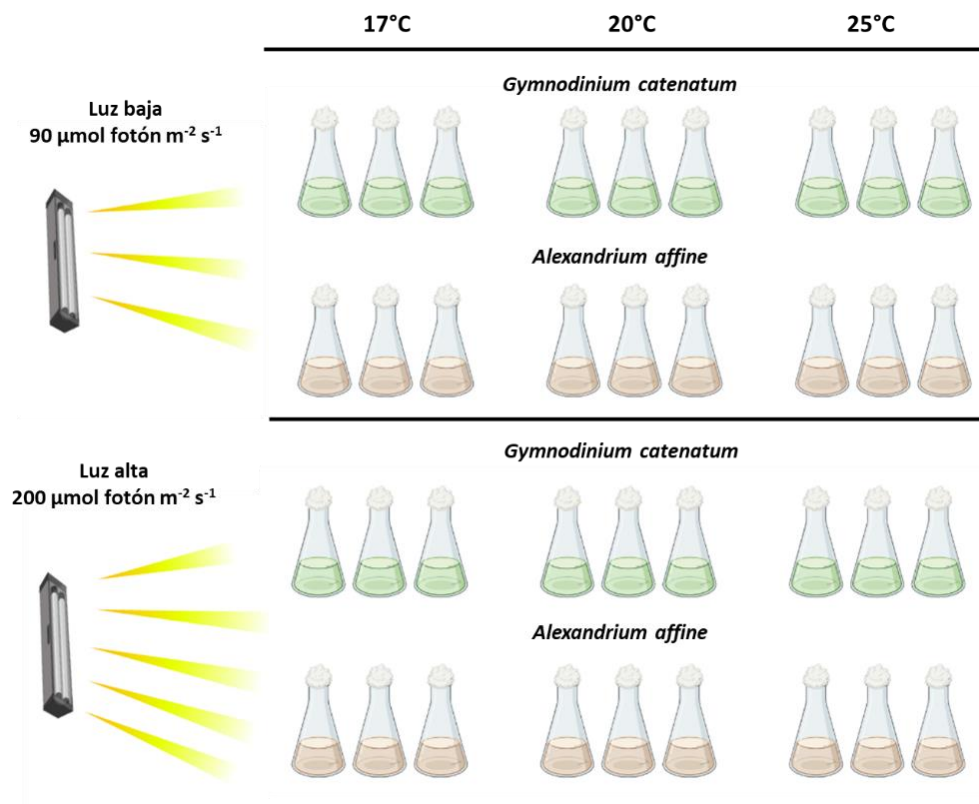 17°C 20°C 25°C
Gymnodinium catenatum
Luz baja
90 µmol fotón m⁻² s⁻¹
Alexandrium affine
Gymnodinium catenatum
Luz alta
200 µmol fotón m⁻² s⁻¹
Alexandrium affine